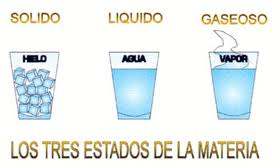 SOLIDO LIQUIDO GASEOSO
HIELO AGUA VAPOR
LOS TRES ESTADOS DE LA MATERIA